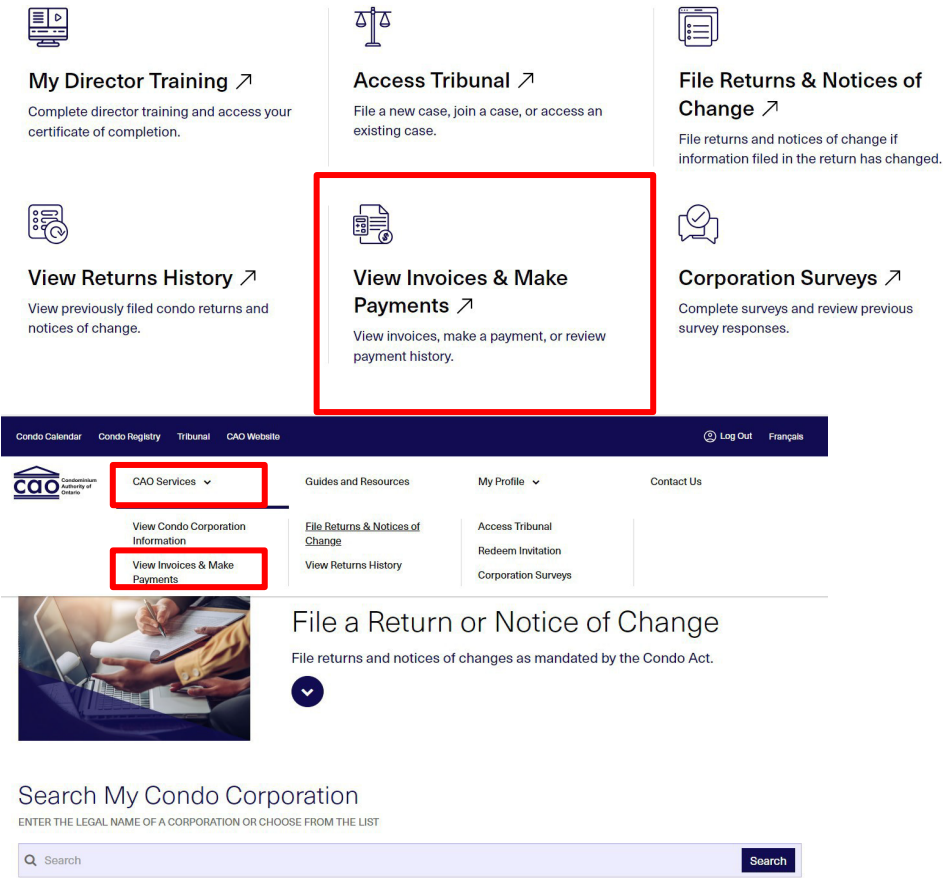 My Director Training ↗
Complete director training and access your
certificate of completion.
Access Tribunal ↗
File a new case, join a case, or access an
existing case.
File Returns & Notices of
Change ↗
File returns and notices of change if
information filed in the return has changed.
View Returns History ↗
View previously filed condo returns and
notices of change.
View Invoices & Make
Payments ↗
View invoices, make a payment, or review
payment history.
Corporation Surveys ↗
Complete surveys and review previous
survey responses.
Condo Calendar Condo Registry Tribunal CAO Website Log Out Français
cao Condominium
Authority of
Ontario
CAO Services Guides and Resources My Profile Contact Us
View Condo Corporation
Information
View Invoices & Make
Payments
File Returns & Notices of
Change
View Returns History
Access Tribunal
Redeem Invitation
Corporation Surveys
File a Return or Notice of Change
File returns and notices of changes as mandated by the Condo Act.
Search My Condo Corporation
ENTER THE LEGAL NAME OF A CORPORATION OR CHOOSE FROM THE LIST
Search Search